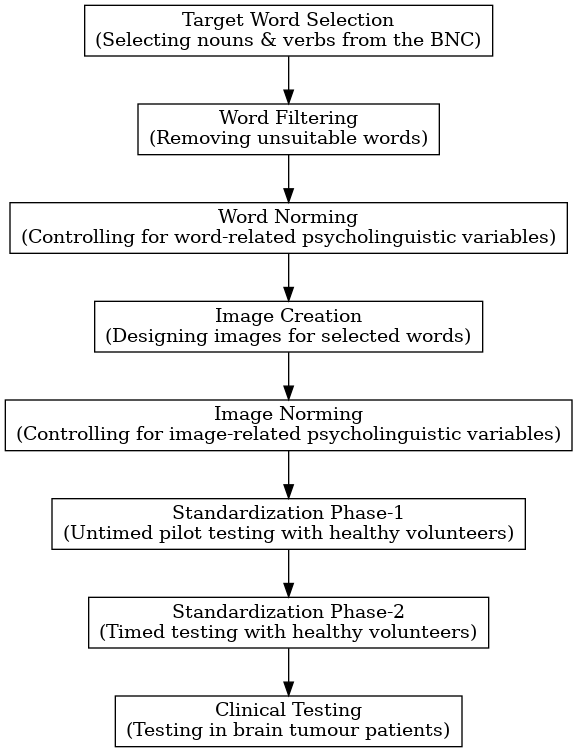 Target Word Selection
(Selecting nouns & verbs from the BNC)
Word Filtering
(Removing unsuitable words)
Word Norming
(Controlling for word-related psycholinguistic variables)
Image Creation
(Designing images for selected words)
Image Norming
(Controlling for image-related psycholinguistic variables)
Standardization Phase-1
(Untimed pilot testing with healthy volunteers)
Standardization Phase-2
(Timed testing with healthy volunteers)
Clinical Testing
(Testing in brain tumour patients)